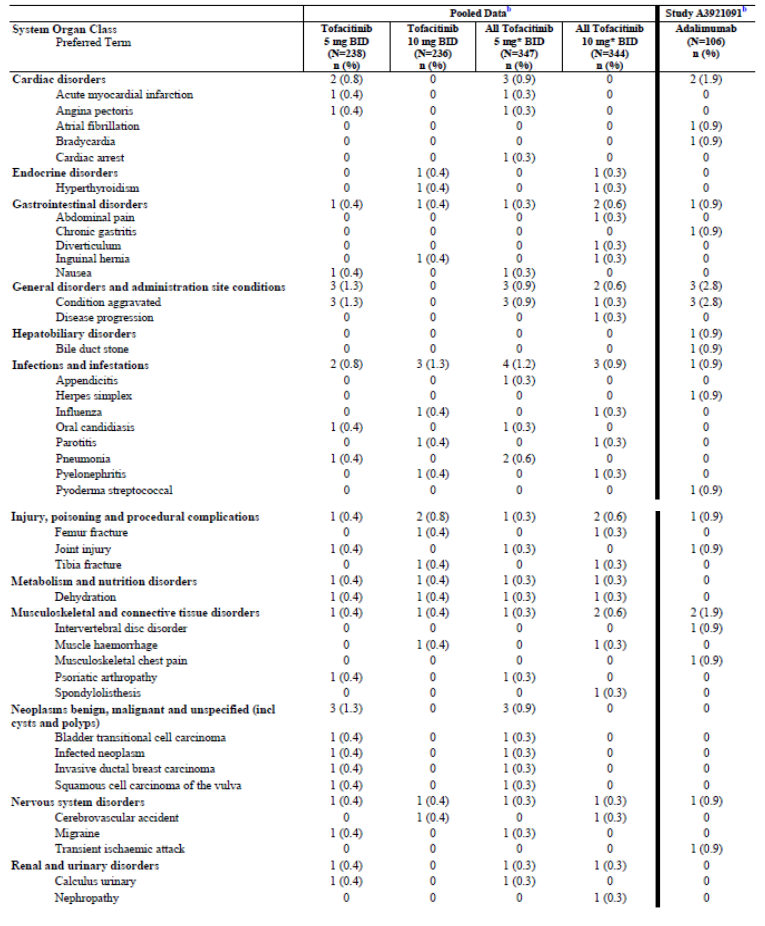 Pooled Datab Study A3921091b
System Organ Class Tofacitinib Tofacitinib All Tofacitinib All Tofacitinib Adalimumab
Preferred Term 5 mg BID 10 mg BID 5 mg* BID 10 mg* BID (N=106)
(N=238) (N=236) (N=347) (N=344) n (%)
n (%) n (%) n (%) n (%)
Cardiac disorders 2 (0.8) 0 3 (0.9) 0 2 (1.9)
Acute myocardial infarction 1 (0.4) 0 1 (0.3) 0 0
Angina pectoris 1 (0.4) 0 1 (0.3) 0 0
Atrial fibrillation 0 0 0 0 1 (0.9)
Bradycardia 0 0 0 0 1 (0.9)
Cardiac arrest 0 0 1 (0.3) 0 0
Endocrine disorders 0 1 (0.4) 0 1 (0.3) 0
Hyperthyroidism 0 1 (0.4) 0 1 (0.3) 0
Gastrointestinal disorders 1 (0.4) 1 (0.4) 1 (0.3) 2 (0.6) 1 (0.9)
Abdominal pain 0 0 0 1 (0.3) 0
Chronic gastritis 0 0 0 0 1 (0.9)
Diverticulum 0 0 0 1 (0.3) 0
Inguinal hernia 0 1 (0.4) 0 1 (0.3) 0
Nausea 1 (0.4) 0 1 (0.3) 0 0
General disorders and administration site conditions 3 (1.3) 0 3 (0.9) 2 (0.6) 3 (2.8)
Condition aggravated 3 (1.3) 0 3 (0.9) 1 (0.3) 3 (2.8)
Disease progression 0 0 0 1 (0.3) 0
Hepatobiliary disorders 0 0 0 0 1 (0.9)
Bile duct stone 0 0 0 0 1 (0.9)
Infections and infestations 2 (0.8) 3 (1.3) 4 (1.2) 3 (0.9) 1 (0.9)
Appendicitis 0 0 1 (0.3) 0 0
Herpes simplex 0 0 0 0 1 (0.9)
Influenza 0 1 (0.4) 0 1 (0.3) 0
Oral candidiasis 1 (0.4) 0 1 (0.3) 0 0
Parotitis 0 1 (0.4) 0 1 (0.3) 0
Pneumonia 1 (0.4) 0 2 (0.6) 0 0
Pyelonephritis 0 1 (0.4) 0 1 (0.3) 0
Pyoderma streptococcal 0 0 0 0 1 (0.9)
Injury, poisoning and procedural complications 1 (0.4) 2 (0.8) 1 (0.3) 2 (0.6) 1 (0.9)
Femur fracture 0 1 (0.4) 0 1 (0.3) 0
Joint injury 1 (0.4) 0 1 (0.3) 0 1 (0.9)
Tibia fracture 0 1 (0.4) 0 1 (0.3) 0
Metabolism and nutrition disorders 1 (0.4) 1 (0.4) 1 (0.3) 1 (0.3) 0
Dehydration 1 (0.4) 1 (0.4) 1 (0.3) 1 (0.3) 0
Musculoskeletal and connective tissue disorders 1 (0.4) 1 (0.4) 1 (0.3) 2 (0.6) 2 (1.9)
Intervertebral disc disorder 0 0 0 0 1 (0.9)
Muscle haemorrhage 0 1 (0.4) 0 1 (0.3) 0
Musculoskeletal chest pain 0 0 0 0 1 (0.9)
Psoriatic arthropathy 1 (0.4) 0 1 (0.3) 0 0
Spondylolisthesis 0 0 0 1 (0.3) 0
Neoplasms benign, malignant and unspecified (incl 3 (1.3) 0 3 (0.9) 0 0
cysts and polyps)
Bladder transitional cell carcinoma 1 (0.4) 0 1 (0.3) 0 0
Infected neoplasm 1 (0.4) 0 1 (0.3) 0 0
Invasive ductal breast carcinoma 1 (0.4) 0 1 (0.3) 0 0
Squamous cell carcinoma of the vulva 1 (0.4) 0 1 (0.3) 0 0
Nervous system disorders 1 (0.4) 1 (0.4) 1 (0.3) 1 (0.3) 1 (0.9)
Cerebrovascular accident 0 1 (0.4) 0 1 (0.3) 0
Migraine 1 (0.4) 0 1 (0.3) 0 0
Transient ischaemic attack 0 0 0 0 1 (0.9)
Renal and urinary disorders 1 (0.4) 0 1 (0.3) 1 (0.3) 0
Calculus urinary 1 (0.4) 0 1 (0.3) 0 0
Nephropathy 0 0 0 1 (0.3) 0